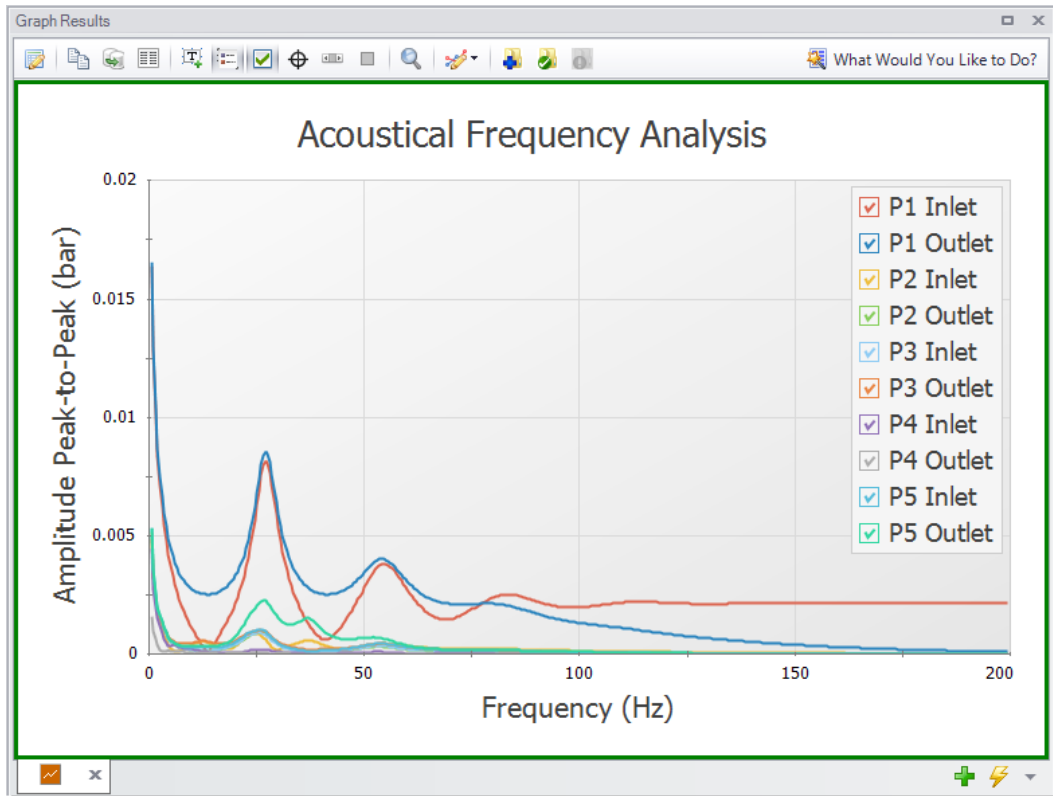 Graph Results
What Would You Like to Do?
Acoustical Frequency Analysis
0.02
0.015
0.01
0.005
0
Amplitude Peak-to-Peak (bar)
P1 Inlet
P1 Outlet
P2 Inlet
P2 Outlet
P3 Inlet
P3 Outlet
P4 Inlet
P4 Outlet
P5 Inlet
P5 Outlet
0 50 100 150 200
Frequency (Hz)